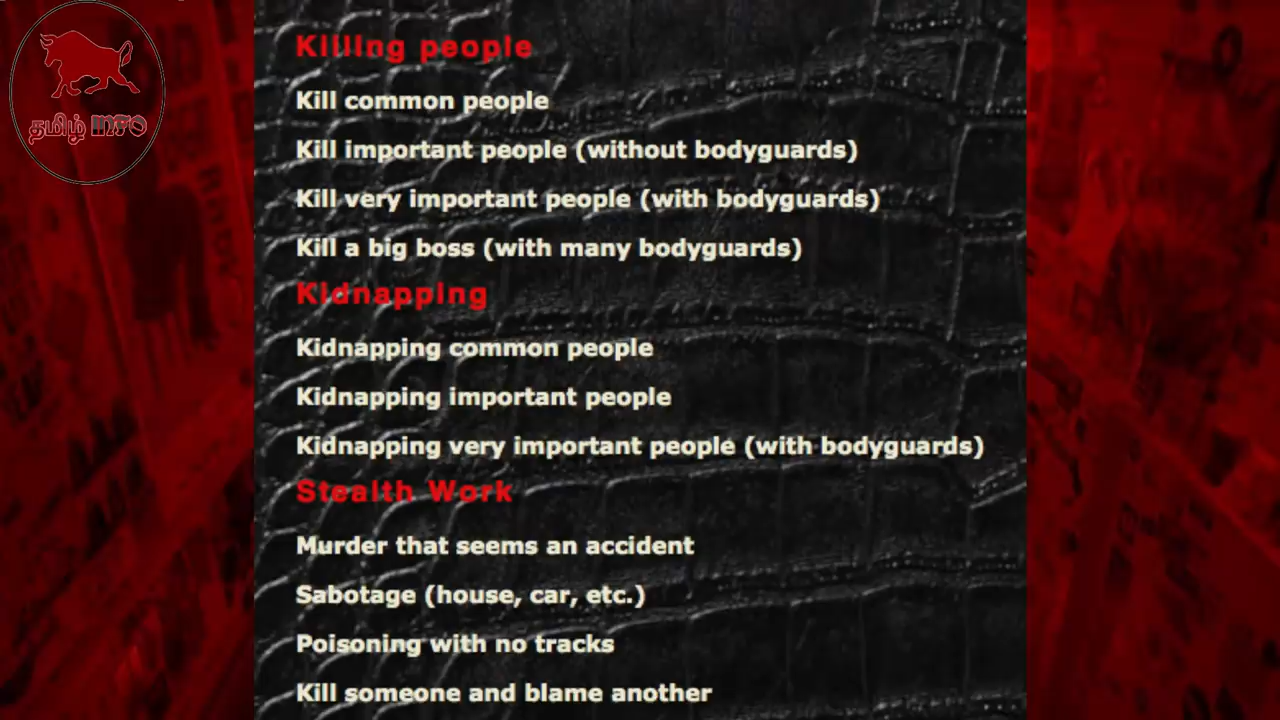 தமிழ் INFO
Killing people
Kill common people
Kill important people (without bodyguards)
Kill very important people (with bodyguards)
Kill a big boss (with many bodyguards)
Kidnapping
Kidnapping common people
Kidnapping important people
Kidnapping very important people (with bodyguards)
Stealth Work
Murder that seems an accident
Sabotage (house, car, etc.)
Poisoning with no tracks
Kill someone and blame another